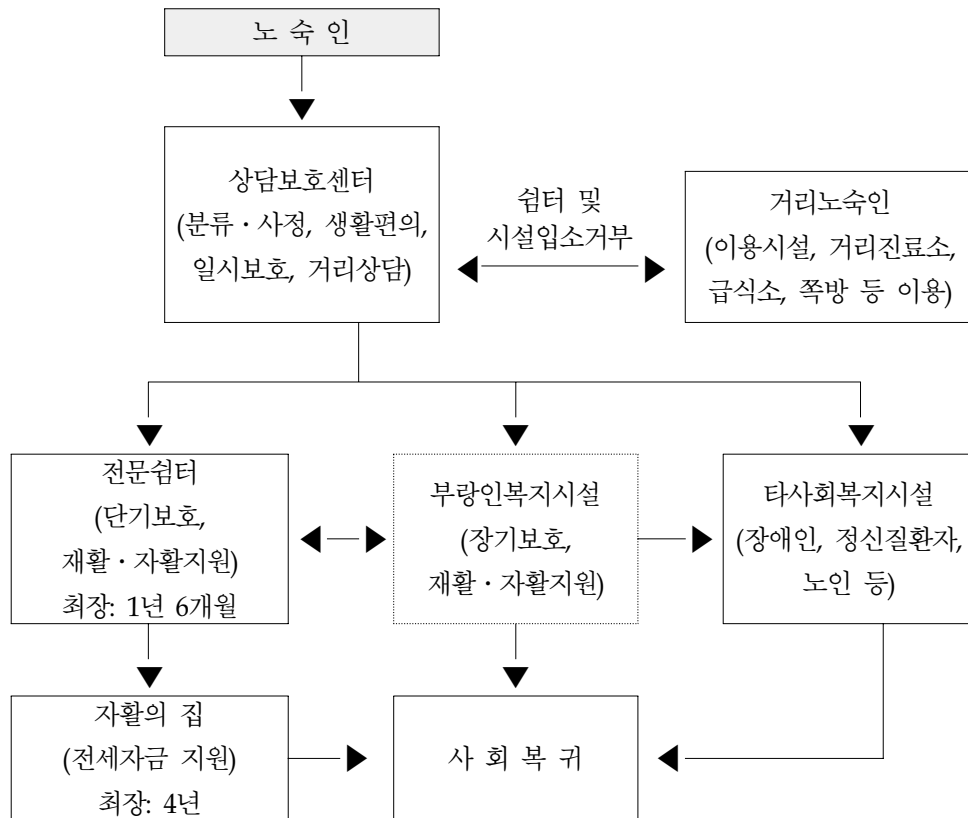 노 숙 인
상담보호센터
(분류 · 사정, 생활편의,
일시보호, 거리상담)
쉼터 및
시설입소거부
거리노숙인
(이용시설, 거리진료소,
급식소, 쪽방 등 이용)
전문쉼터
(단기보호,
재활 · 자활지원)
최장: 1년 6개월
부랑인복지시설
(장기보호,
재활 · 자활지원)
타사회복지시설
(장애인, 정신질환자,
노인 등)
자활의 집
(전세자금 지원)
최장: 4년
사 회 복 귀